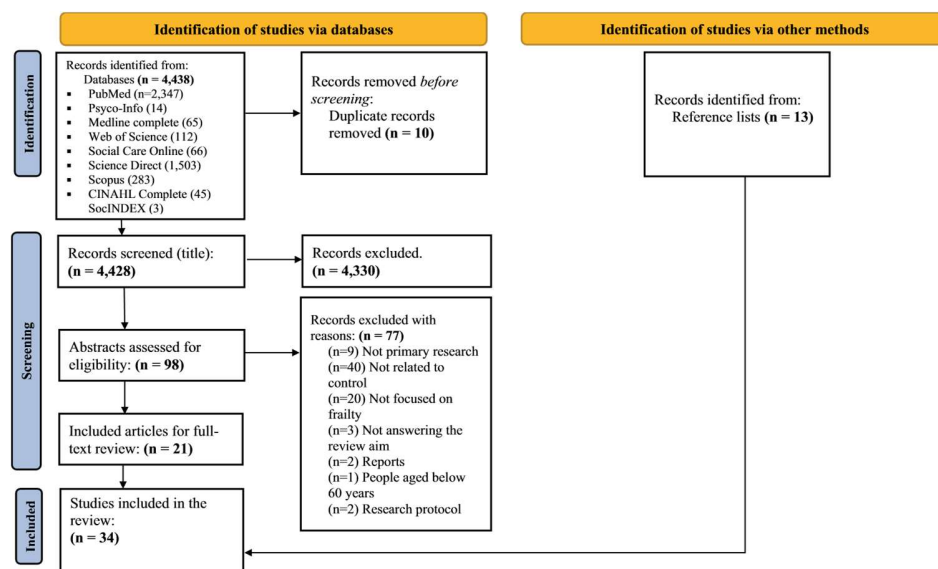 Identification of studies via databases
Identification of studies via other methods
Identification
Records identified from:
Databases (n = 4,438)
▪ PubMed (n=2,347)
▪ Psyco-Info (14)
▪ Medline complete (65)
▪ Web of Science (112)
▪ Social Care Online (66)
▪ Science Direct (1,503)
▪ Scopus (283)
▪ CINAHL Complete (45)
SocINDEX (3)
Records removed before
screening:
Duplicate records
removed (n = 10)
Records identified from:
Reference lists (n = 13)
Screening
Records screened (title):
(n = 4,428)
Records excluded.
(n = 4,330)
Abstracts assessed for
eligibility: (n = 98)
Records excluded with
reasons: (n = 77)
(n=9) Not primary research
(n=40) Not related to
control
(n=20) Not focused on
frailty
(n=3) Not answering the
review aim
(n=2) Reports
(n=1) People aged below
60 years
(n=2) Research protocol
Included articles for full-
text review: (n = 21)
Included
Studies included in the
review:
(n = 34)